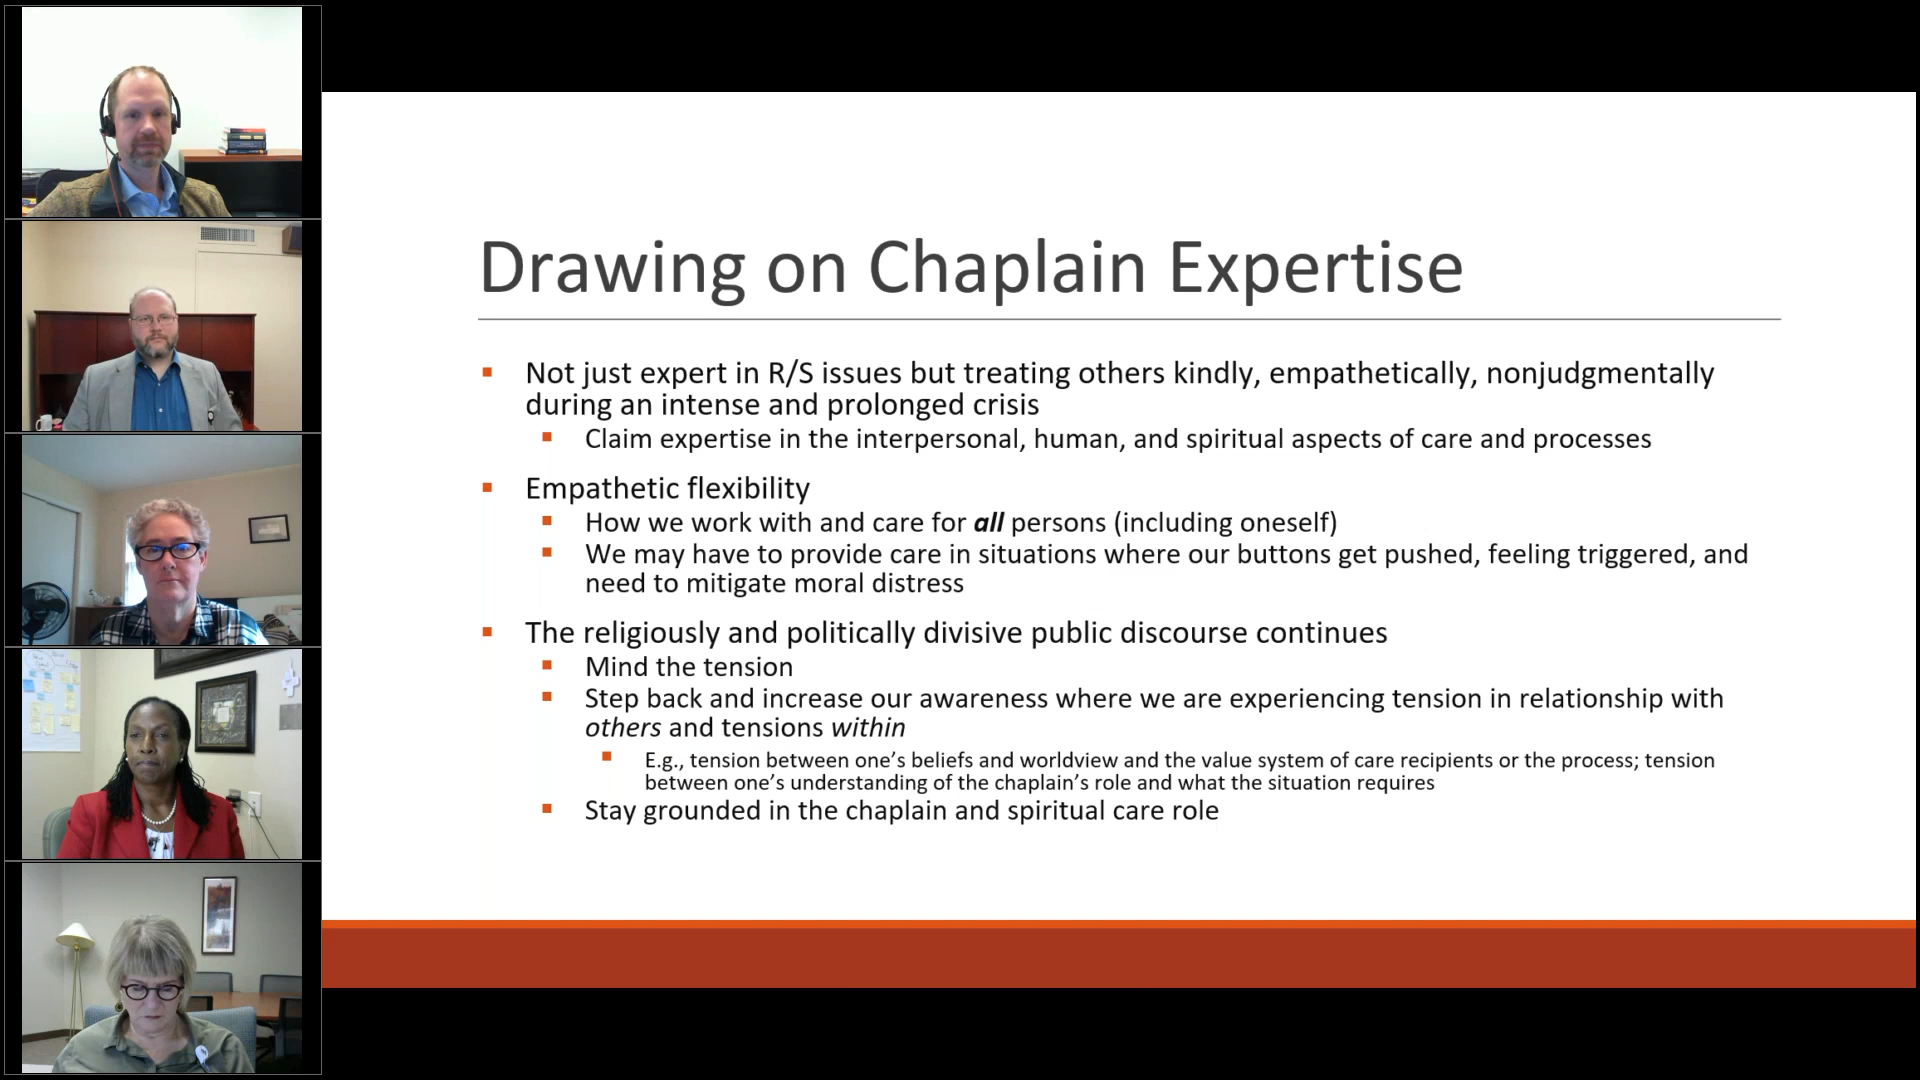 Drawing on Chaplain Expertise
Not just expert in R/S issues but treating others kindly, empathetically, nonjudgmentally
during an intense and prolonged crisis
Claim expertise in the interpersonal, human, and spiritual aspects of care and processes
Empathetic flexibility
How we work with and care for all persons (including oneself)
We may have to provide care in situations where our buttons get pushed, feeling triggered, and
need to mitigate moral distress
The religiously and politically divisive public discourse continues
Mind the tension
Step back and increase our awareness where we are experiencing tension in relationship with
others and tensions within
E.g., tension between one’s beliefs and worldview and the value system of care recipients or the process; tension
between one’s understanding of the chaplain’s role and what the situation requires
Stay grounded in the chaplain and spiritual care role